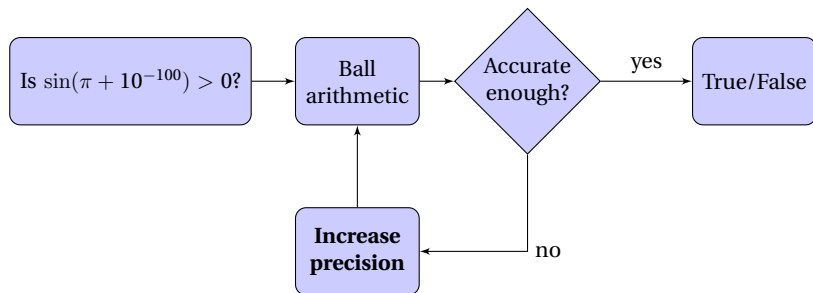 Is sin(π + 10⁻¹⁰⁰) > 0?
Ball
arithmetic
Accurate
enough?
yes
True/False
Increase
precision
no